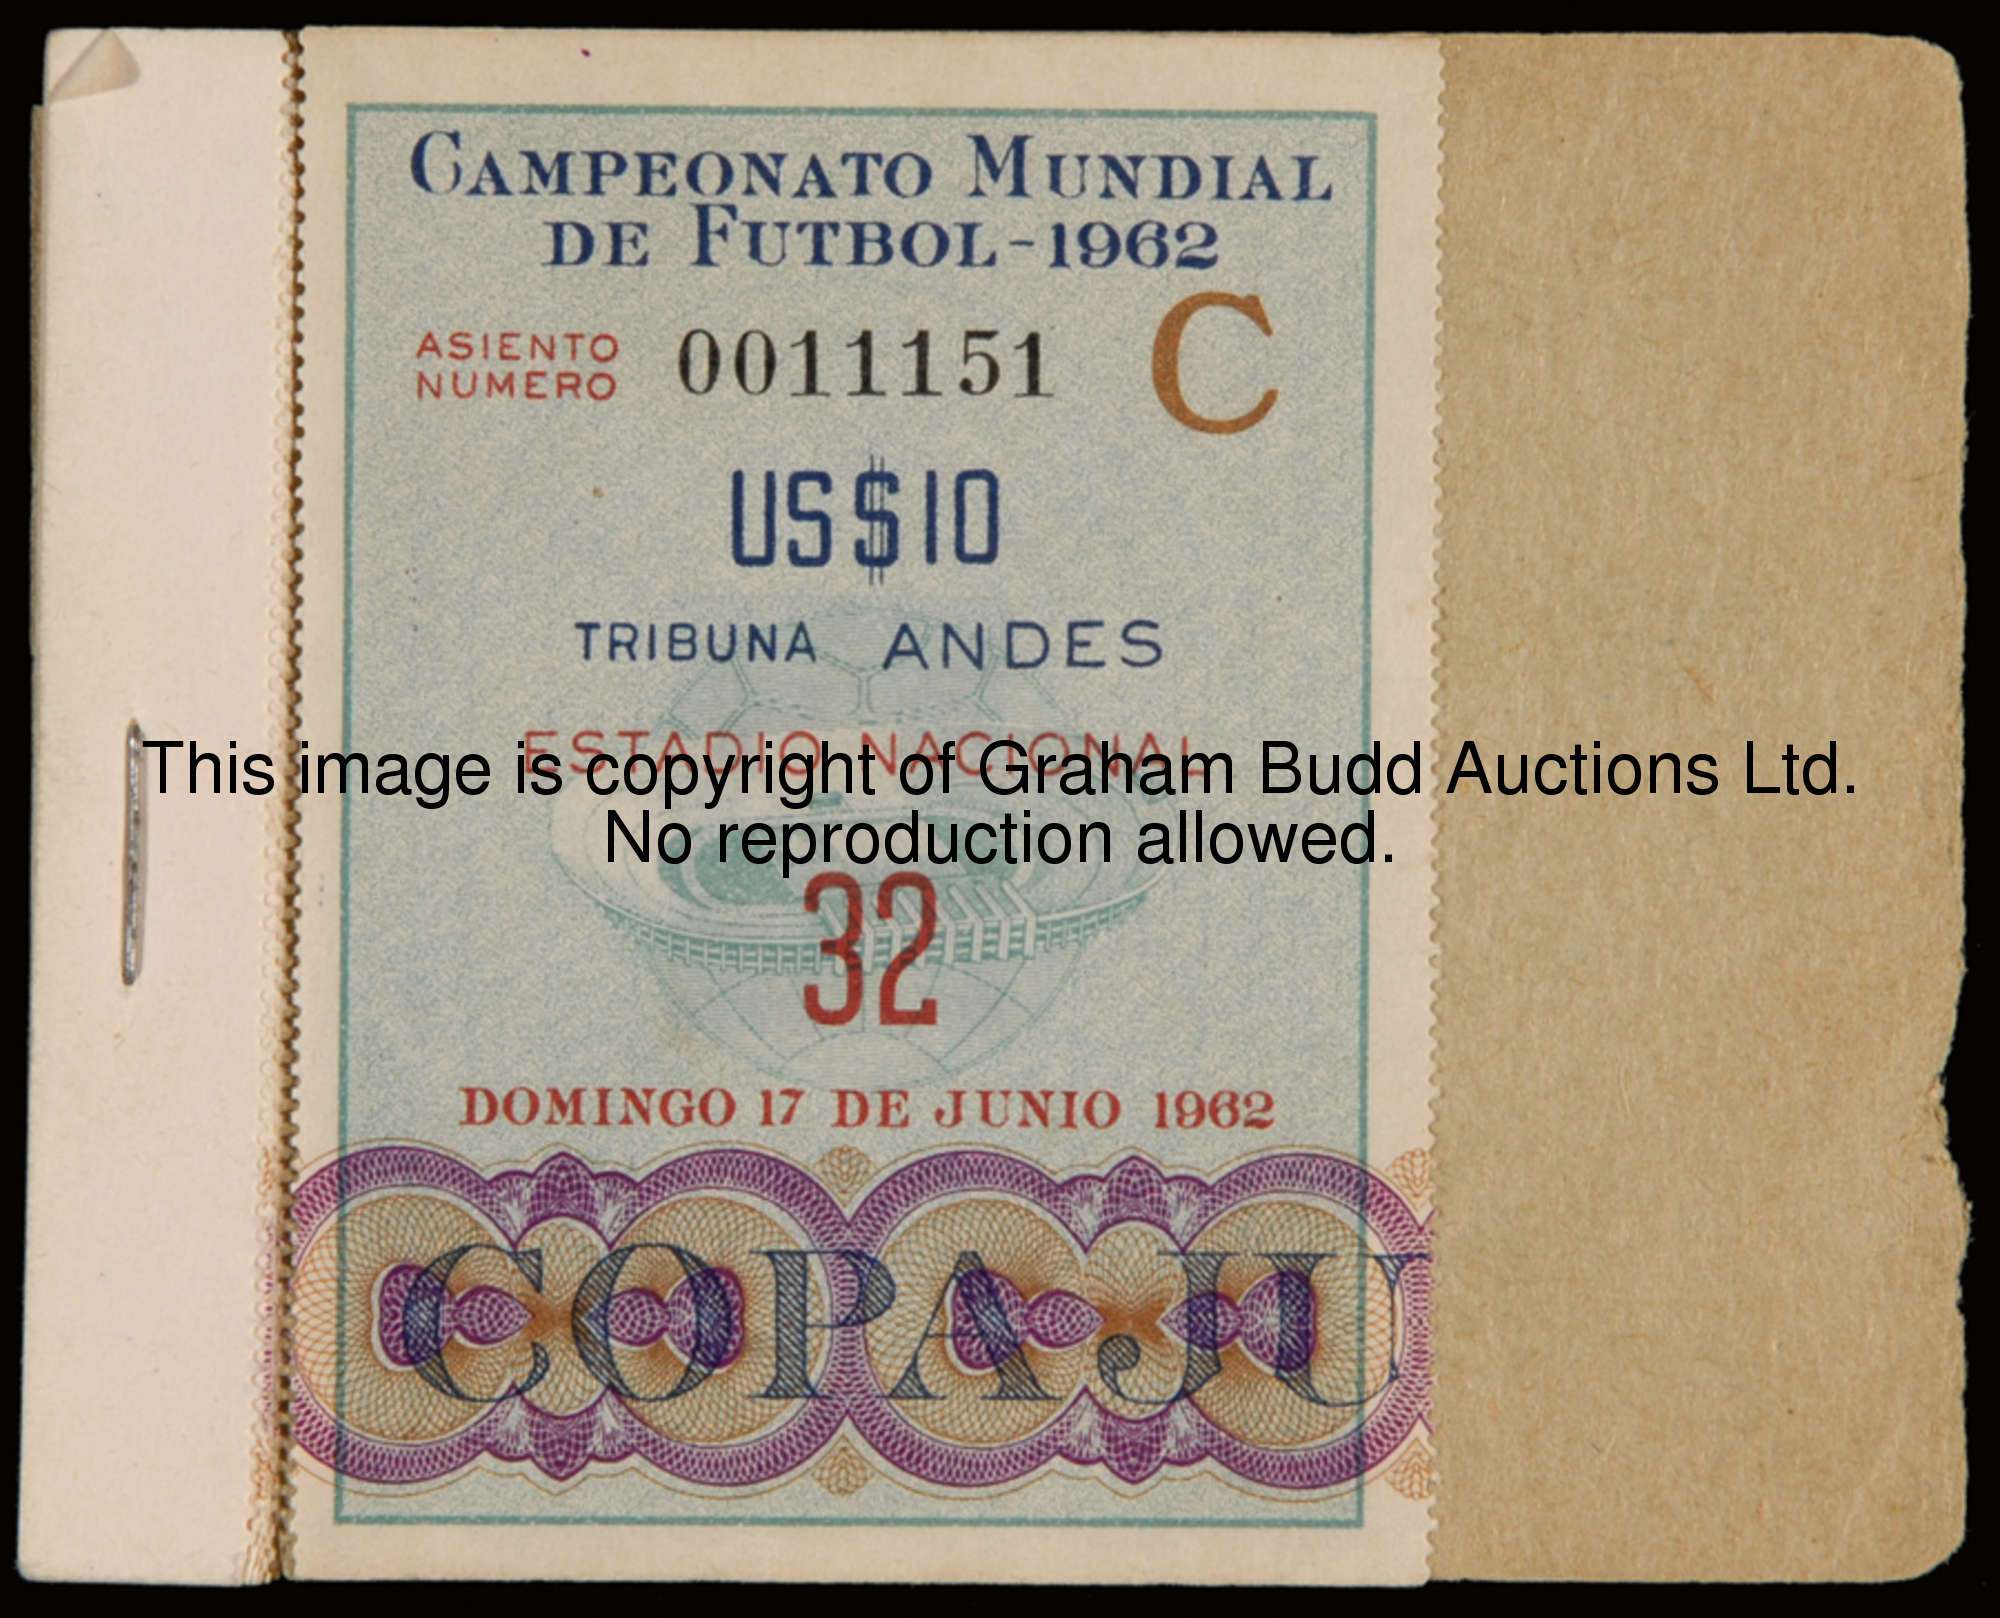 CAMPEONATO MUNDIAL
DE FUTBOL-1962
ASIENTO
NUMERO
0011151
C
US$10
TRIBUNA ANDES
ESTADIO NACIONAL
This image is copyright of Graham Budd Auctions Ltd.
No reproduction allowed.
32
DOMINGO 17 DE JUNIO 1962
COPA JU